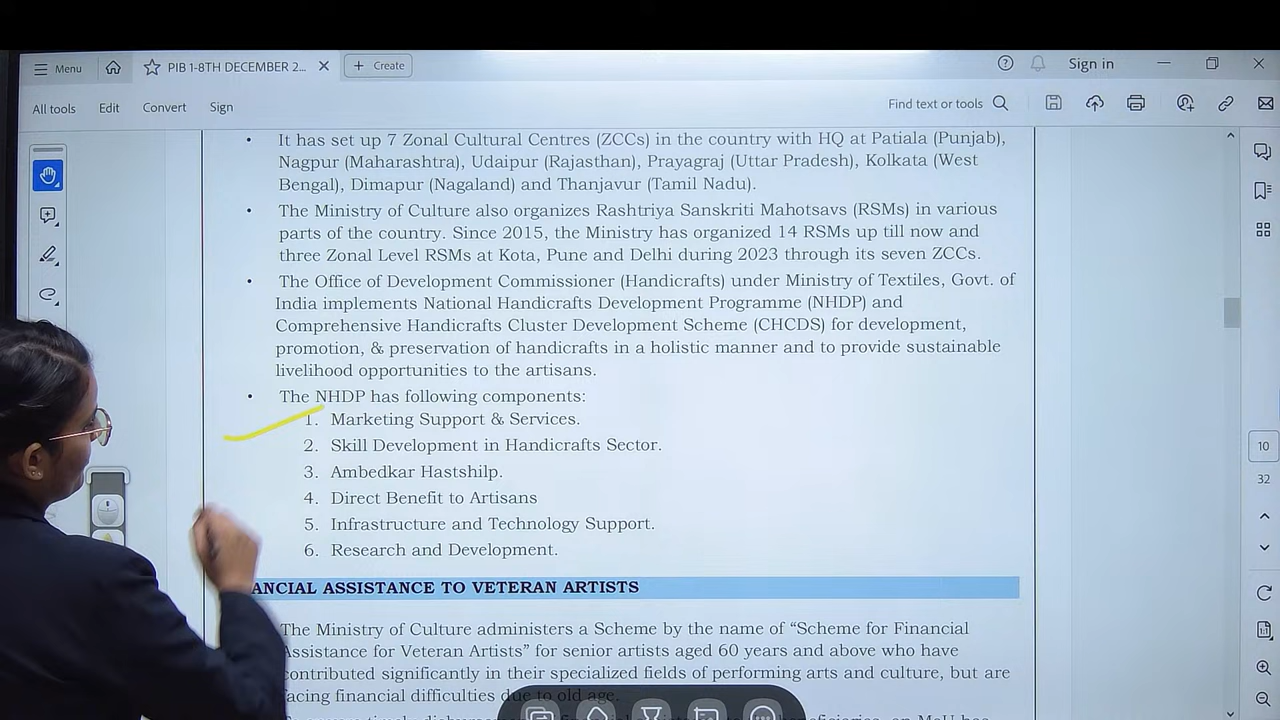 Menu
PIB 1-8TH DECEMBER 2...
Create
Sign in
All tools
Edit
Convert
Sign
Find text or tools
• It has set up 7 Zonal Cultural Centres (ZCCs) in the country with HQ at Patiala (Punjab),
Nagpur (Maharashtra), Udaipur (Rajasthan), Prayagraj (Uttar Pradesh), Kolkata (West
Bengal), Dimapur (Nagaland) and Thanjavur (Tamil Nadu).
• The Ministry of Culture also organizes Rashtriya Sanskriti Mahotsavs (RSMs) in various
parts of the country. Since 2015, the Ministry has organized 14 RSMs up till now and
three Zonal Level RSMs at Kota, Pune and Delhi during 2023 through its seven ZCCs.
• The Office of Development Commissioner (Handicrafts) under Ministry of Textiles, Govt. of
India implements National Handicrafts Development Programme (NHDP) and
Comprehensive Handicrafts Cluster Development Scheme (CHCDS) for development,
promotion, & preservation of handicrafts in a holistic manner and to provide sustainable
livelihood opportunities to the artisans.
• The NHDP has following components:
1. Marketing Support & Services.
2. Skill Development in Handicrafts Sector.
3. Ambedkar Hastshilp.
4. Direct Benefit to Artisans
5. Infrastructure and Technology Support.
6. Research and Development.
ANCIAL ASSISTANCE TO VETERAN ARTISTS
The Ministry of Culture administers a Scheme by the name of “Scheme for Financial
Assistance for Veteran Artists” for senior artists aged 60 years and above who have
contributed significantly in their specialized fields of performing arts and culture, but are
facing financial difficulties due to old age.
10
32